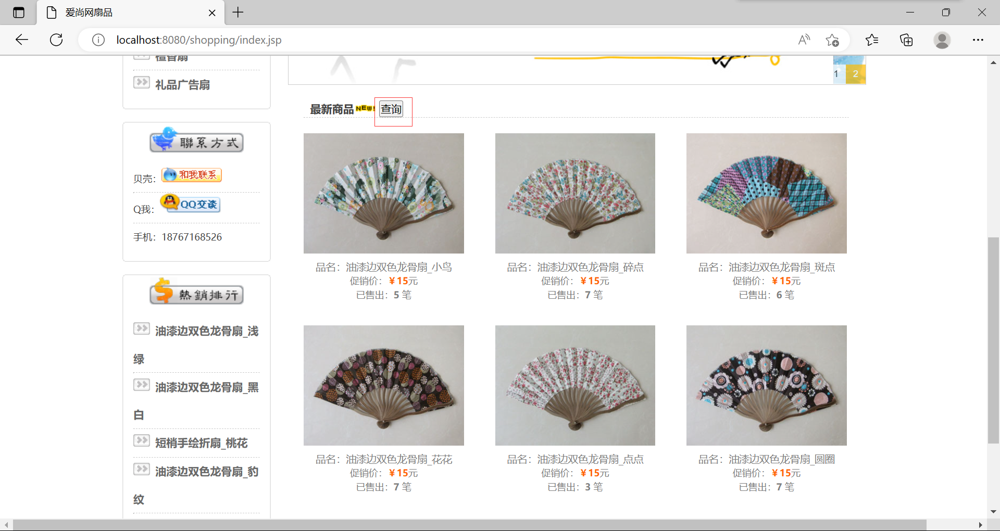 爱尚网扇品
localhost:8080/shopping/index.jsp
檀香扇
礼品广告扇
聯系方式
贝壳：和我联系
Q我：QQ交谈
手机：18767168526
熱銷排行
油漆边双色龙骨扇_浅
绿
油漆边双色龙骨扇_黑
白
短梢手绘折扇_桃花
油漆边双色龙骨扇_豹
纹
1 2
最新商品 NEW! 查询
品名：油漆边双色龙骨扇_小鸟
促销价：￥15元
已售出：5 笔
品名：油漆边双色龙骨扇_碎点
促销价：￥15元
已售出：7 笔
品名：油漆边双色龙骨扇_斑点
促销价：￥15元
已售出：6 笔
品名：油漆边双色龙骨扇_花花
促销价：￥15元
已售出：7 笔
品名：油漆边双色龙骨扇_点点
促销价：￥15元
已售出：3 笔
品名：油漆边双色龙骨扇_圆圈
促销价：￥15元
已售出：7 笔